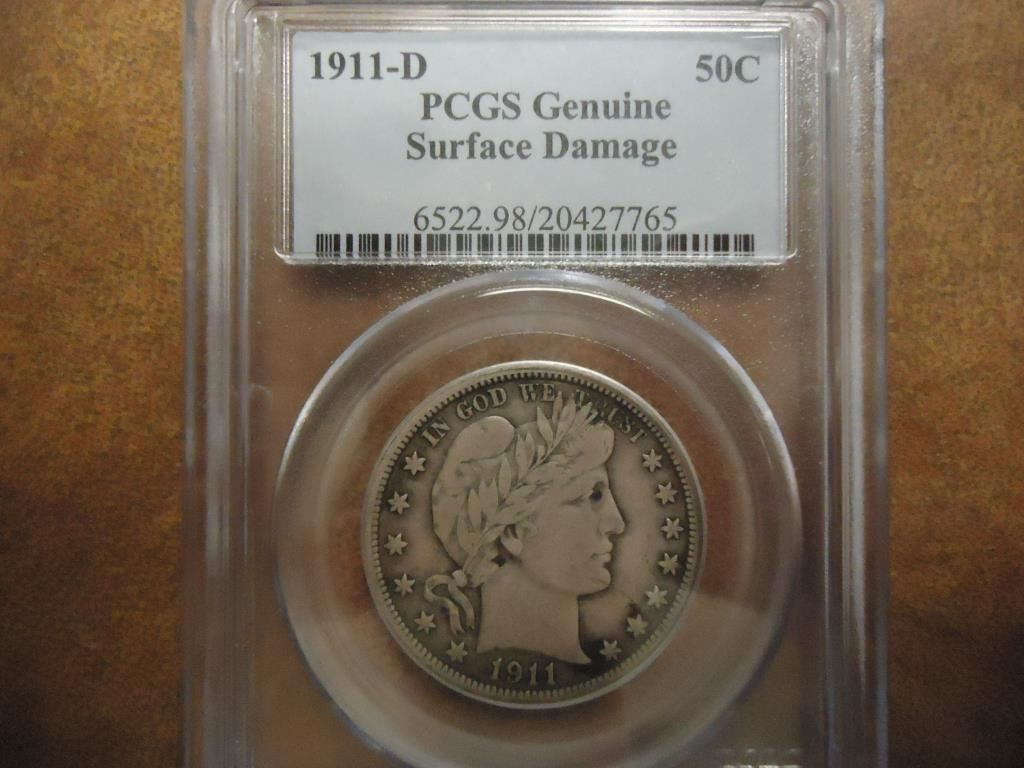 1911-D 50C
PCGS Genuine
Surface Damage
6522.98/20427765
IN GOD WE TRUST
1911